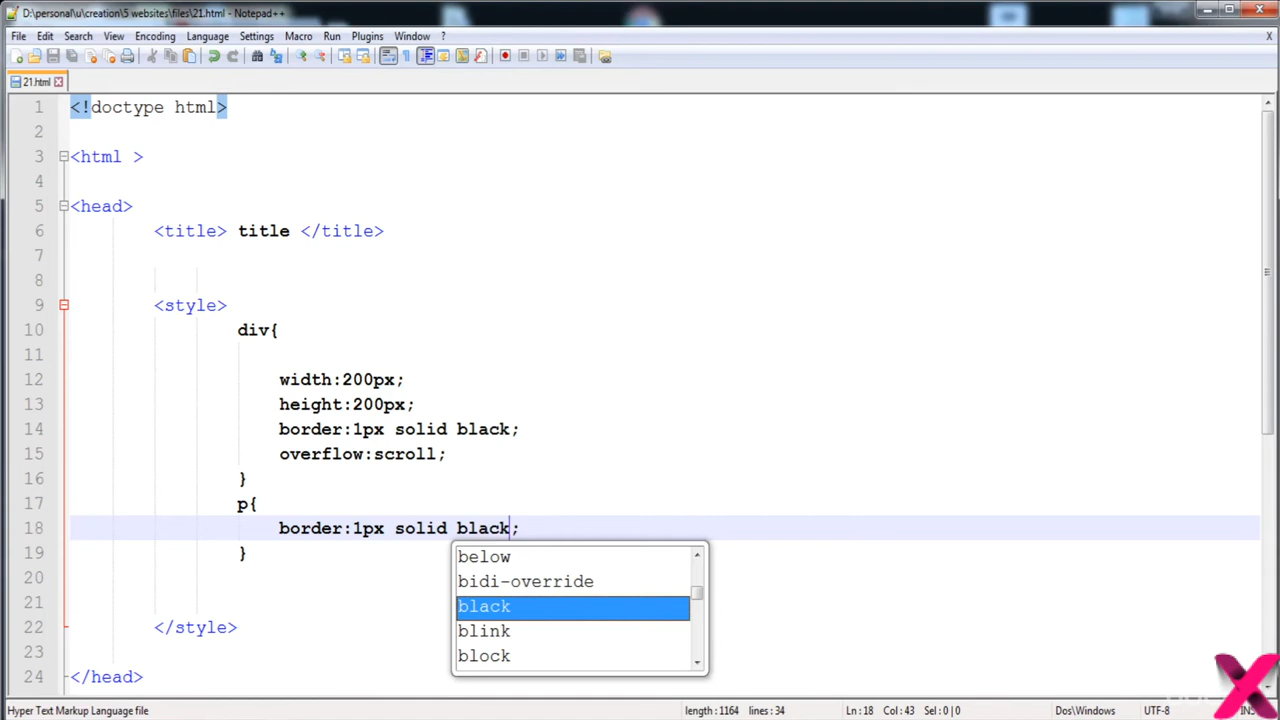 D:\personal\u\creation\5 websites\files\21.html - Notepad++
File Edit Search View Encoding Language Settings Macro Run Plugins Window ? X
21.html
1 <!doctype html>
2
3 <html >
4
5 <head>
6 <title> title </title>
7
8
9 <style>
10 div{
11
12 width:200px;
13 height:200px;
14 border:1px solid black;
15 overflow:scroll;
16 }
17 p{
18 border:1px solid black;
19 }
20
21
22 </style>
23
24 </head>
below
bidi-override
black
blink
block
Hyper Text Markup Language file length : 1164 lines : 34 Ln : 18 Col : 43 Sel : 0 | 0 Dos\Windows UTF-8